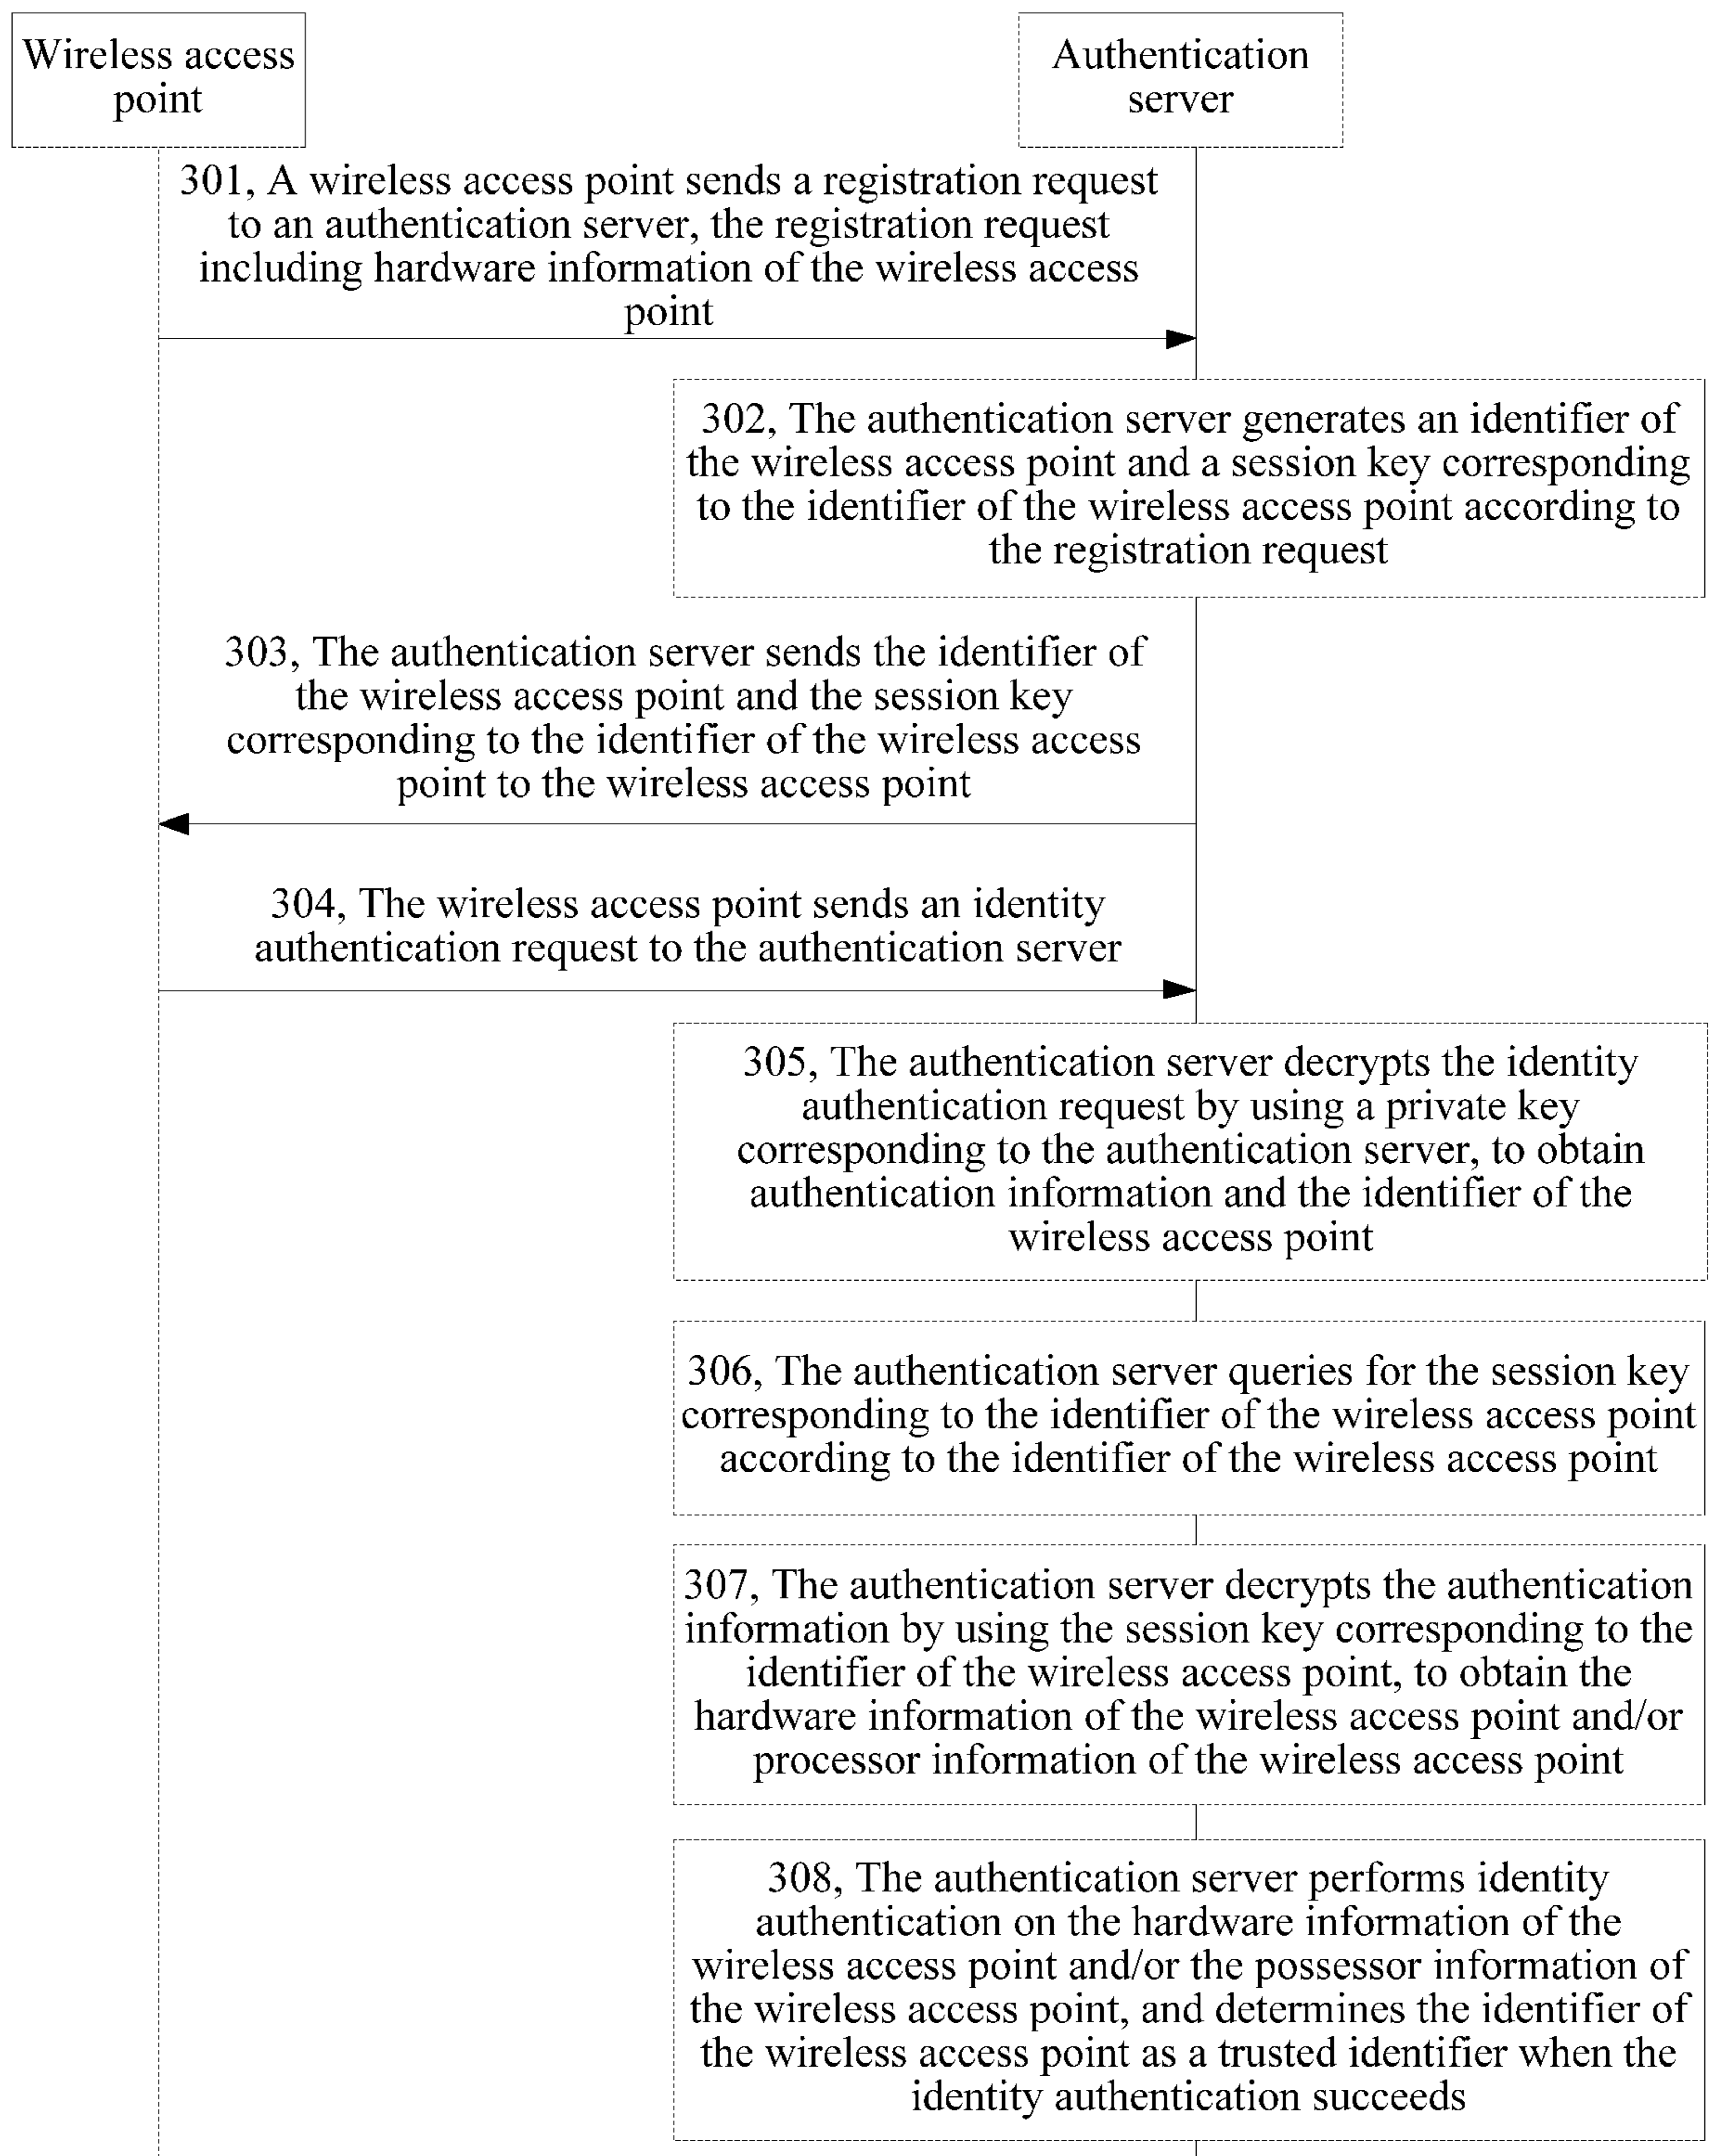 Wireless access
point
Authentication
server
301, A wireless access point sends a registration request
to an authentication server, the registration request
including hardware information of the wireless access
point
302, The authentication server generates an identifier of
the wireless access point and a session key corresponding
to the identifier of the wireless access point according to
the registration request
303, The authentication server sends the identifier of
the wireless access point and the session key
corresponding to the identifier of the wireless access
point to the wireless access point
304, The wireless access point sends an identity
authentication request to the authentication server
305, The authentication server decrypts the identity
authentication request by using a private key
corresponding to the authentication server, to obtain
authentication information and the identifier of the
wireless access point
306, The authentication server queries for the session key
corresponding to the identifier of the wireless access point
according to the identifier of the wireless access point
307, The authentication server decrypts the authentication
information by using the session key corresponding to the
identifier of the wireless access point, to obtain the
hardware information of the wireless access point and/or
processor information of the wireless access point
308, The authentication server performs identity
authentication on the hardware information of the
wireless access point and/or the possessor information of
the wireless access point, and determines the identifier of
the wireless access point as a trusted identifier when the
identity authentication succeeds